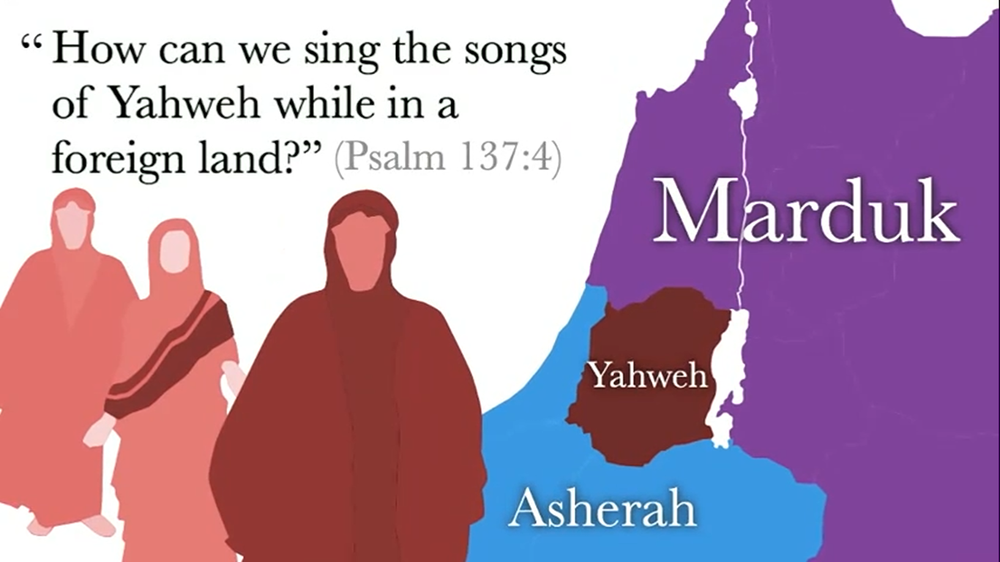 “ How can we sing the songs
of Yahweh while in a
foreign land?” (Psalm 137:4)
Marduk
Yahweh
Asherah